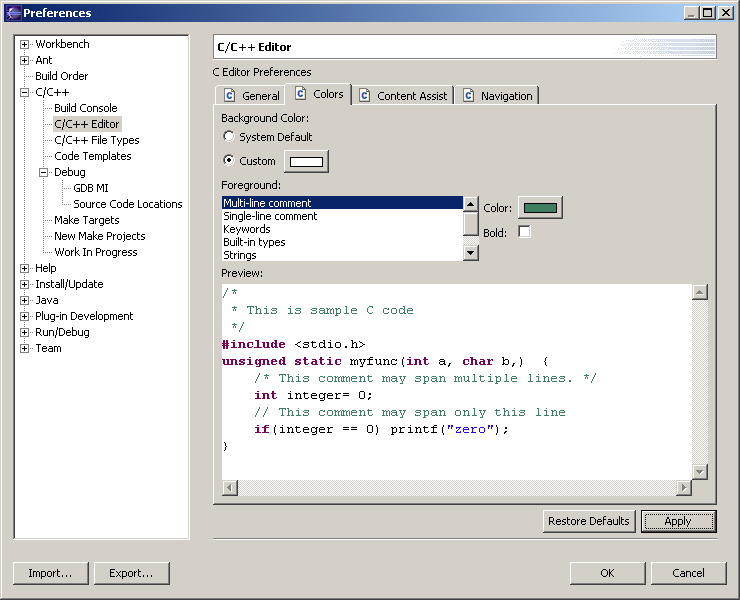 Preferences
Workbench
Ant
Build Order
C/C++
Build Console
C/C++ Editor
C/C++ File Types
Code Templates
Debug
GDB MI
Source Code Locations
Make Targets
New Make Projects
Work In Progress
Help
Install/Update
Java
Plug-in Development
Run/Debug
Team
C/C++ Editor
C Editor Preferences
General Colors Content Assist Navigation
Background Color:
System Default
Custom
Foreground:
Multi-line comment
Single-line comment
Keywords
Built-in types
Strings
Color:
Bold:
Preview:
/*
 * This is sample C code
 */
#include <stdio.h>
unsigned static myfunc(int a, char b,)  {
    /* This comment may span multiple lines. */
    int integer= 0;
    // This comment may span only this line
    if(integer == 0) printf("zero");
}
Restore Defaults Apply
Import... Export... OK Cancel